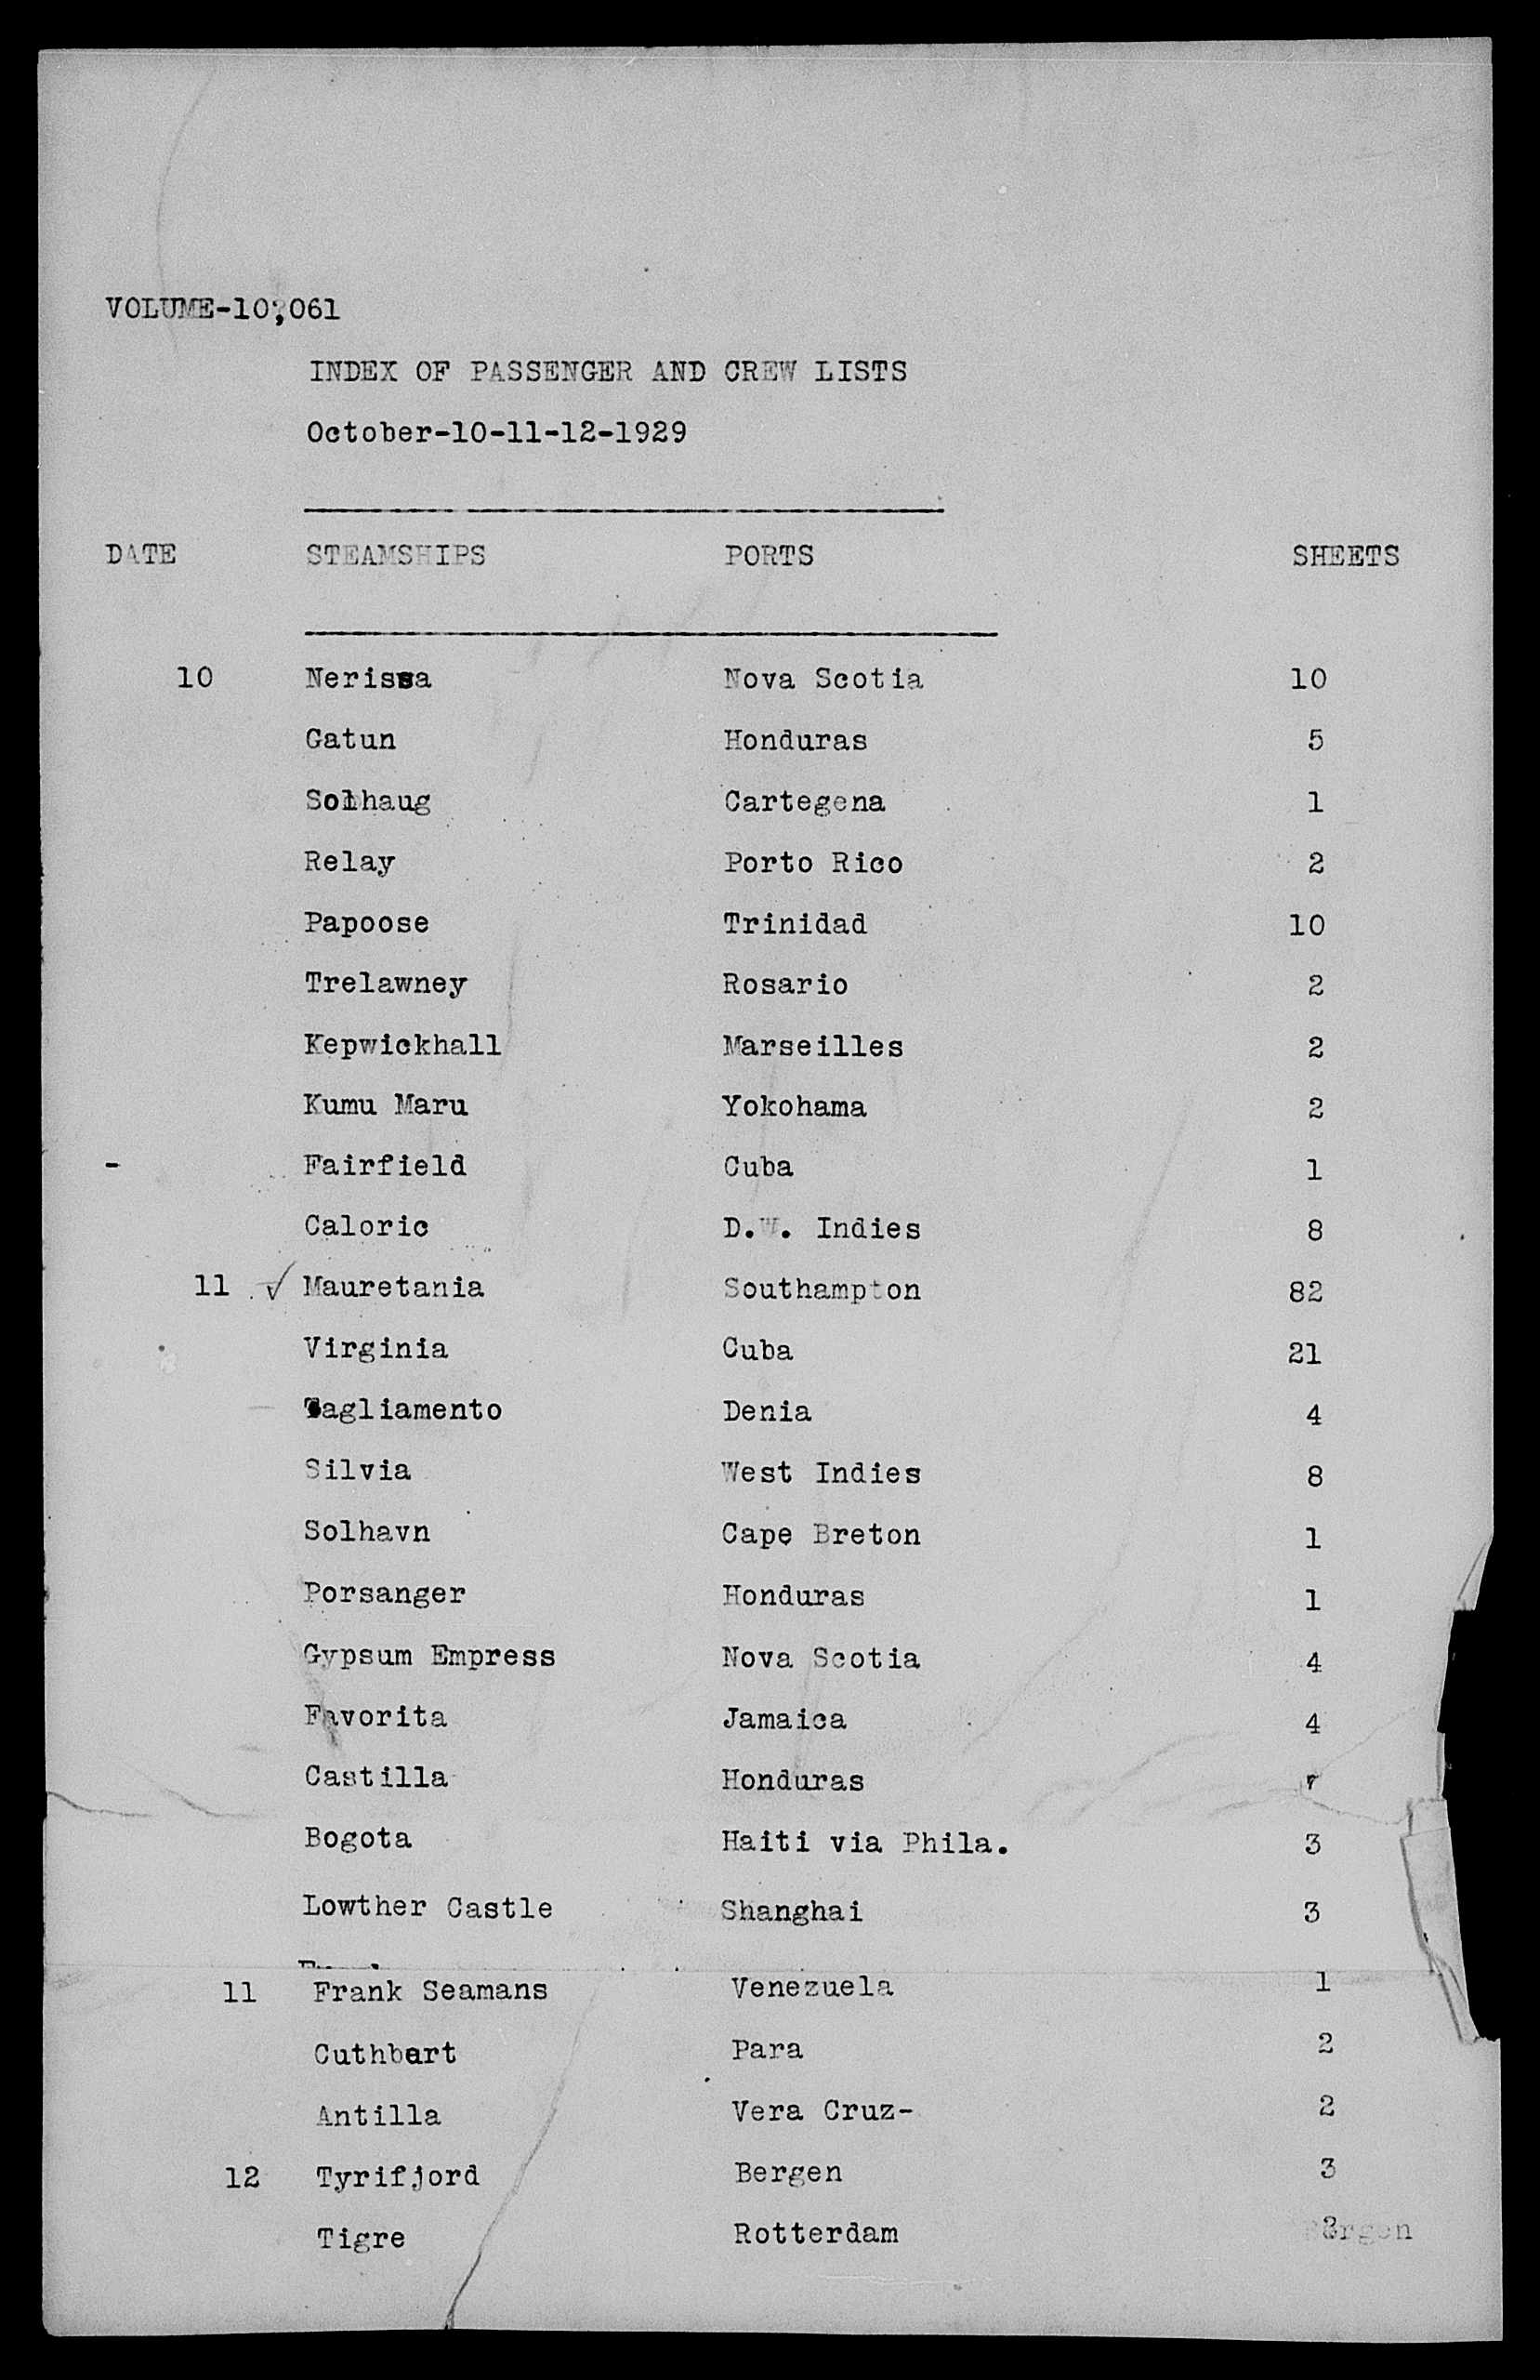 VOLUME-10,061
INDEX OF PASSENGER AND CREW LISTS
October-10-11-12-1929
DATE STEAMSHIPS PORTS SHEETS
10 Nerissa Nova Scotia 10
Gatun Honduras 5
Solhaug Cartegena 1
Relay Porto Rico 2
Papoose Trinidad 10
Trelawney Rosario 2
Kepwickhall Marseilles 2
Kumu Maru Yokohama 2
- Fairfield Cuba 1
Caloric D.W. Indies 8
11 √ Mauretania Southampton 82
Virginia Cuba 21
Tagliamento Denia 4
Silvia West Indies 8
Solhavn Cape Breton 1
Porsanger Honduras 1
Gypsum Empress Nova Scotia 4
Favorita Jamaica 4
Castilla Honduras
Bogota Haiti via Phila. 3
Lowther Castle Shanghai 3
11 Frank Seamans Venezuela 1
Cuthbert Para 2
Antilla Vera Cruz- 2
12 Tyrifjord Bergen 3
Tigre Rotterdam